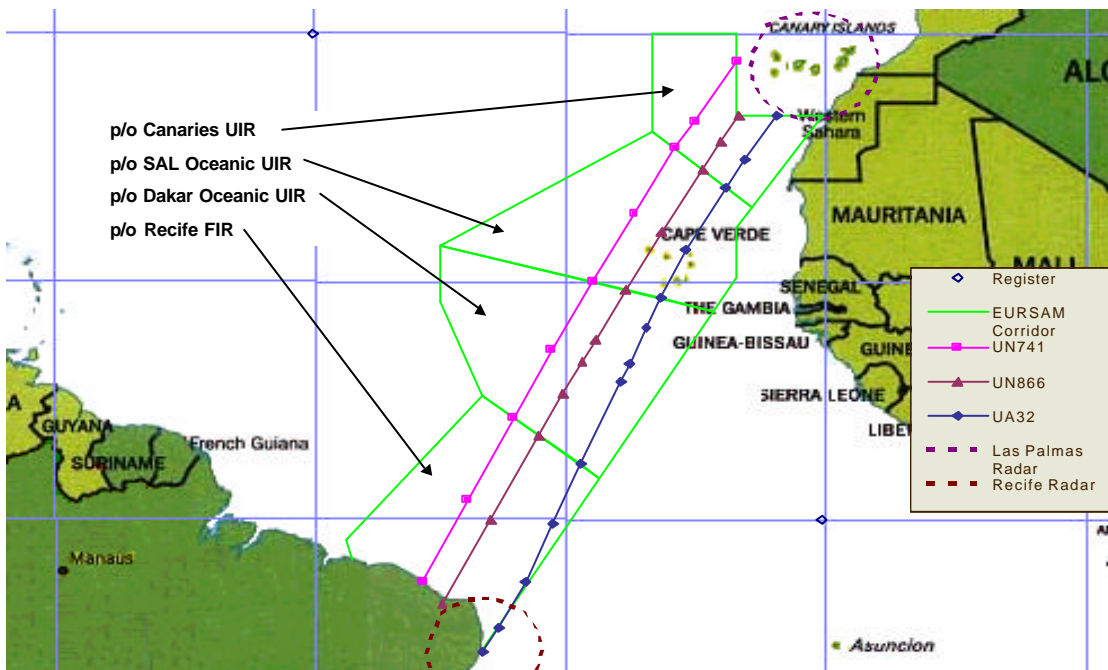 CANARY ISLANDS
ALG
p/o Canaries UIR
Western
Sahara
p/o SAL Oceanic UIR
p/o Dakar Oceanic UIR
MAURITANIA
p/o Recife FIR
CAPE VERDE
MALI
SENEGAL
THE GAMBIA
GUINEA-BISSAU
GUINE
SIERRA LEONE
LIBE
Register
EURSAM
Corridor
UN741
UN866
UA32
Las Palmas
Radar
Recife Radar
A
GUYANA
SURINAME
French Guiana
Manaus
Asuncion